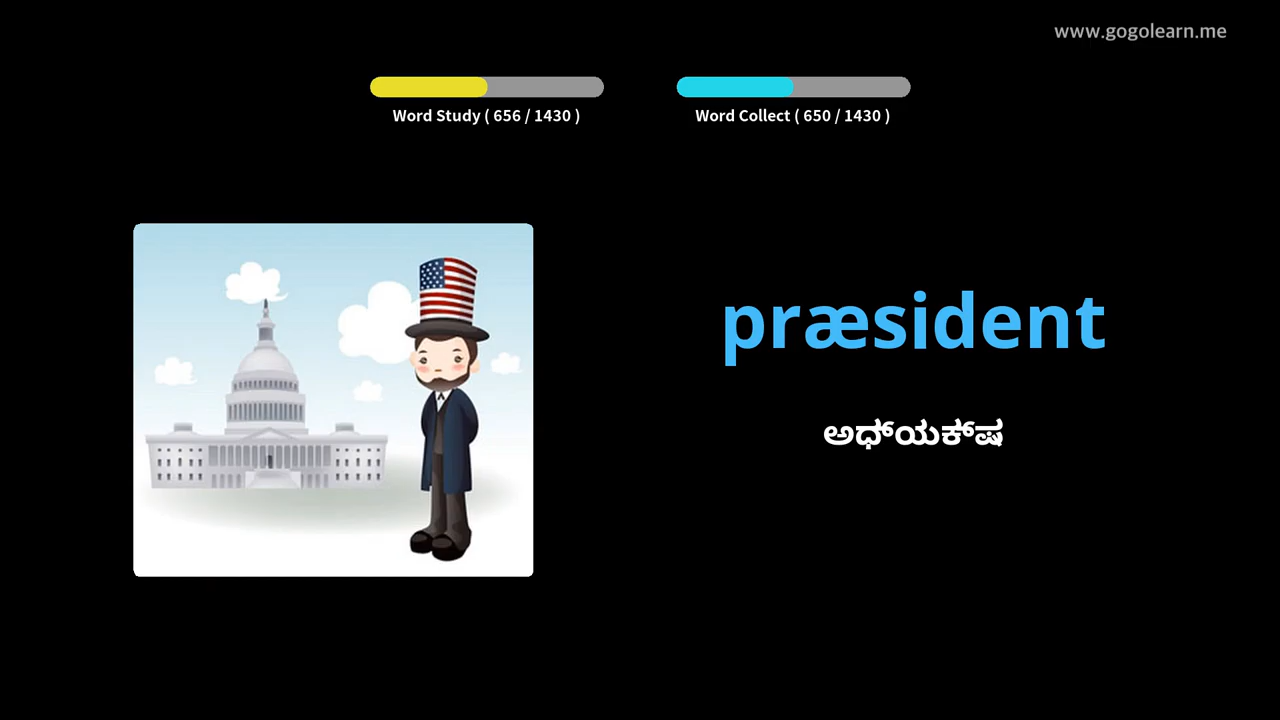 www.gogolearn.me
Word Study ( 656 / 1430 )
Word Collect ( 650 / 1430 )
præsident
ಅಧ್ಯಕ್ಷ